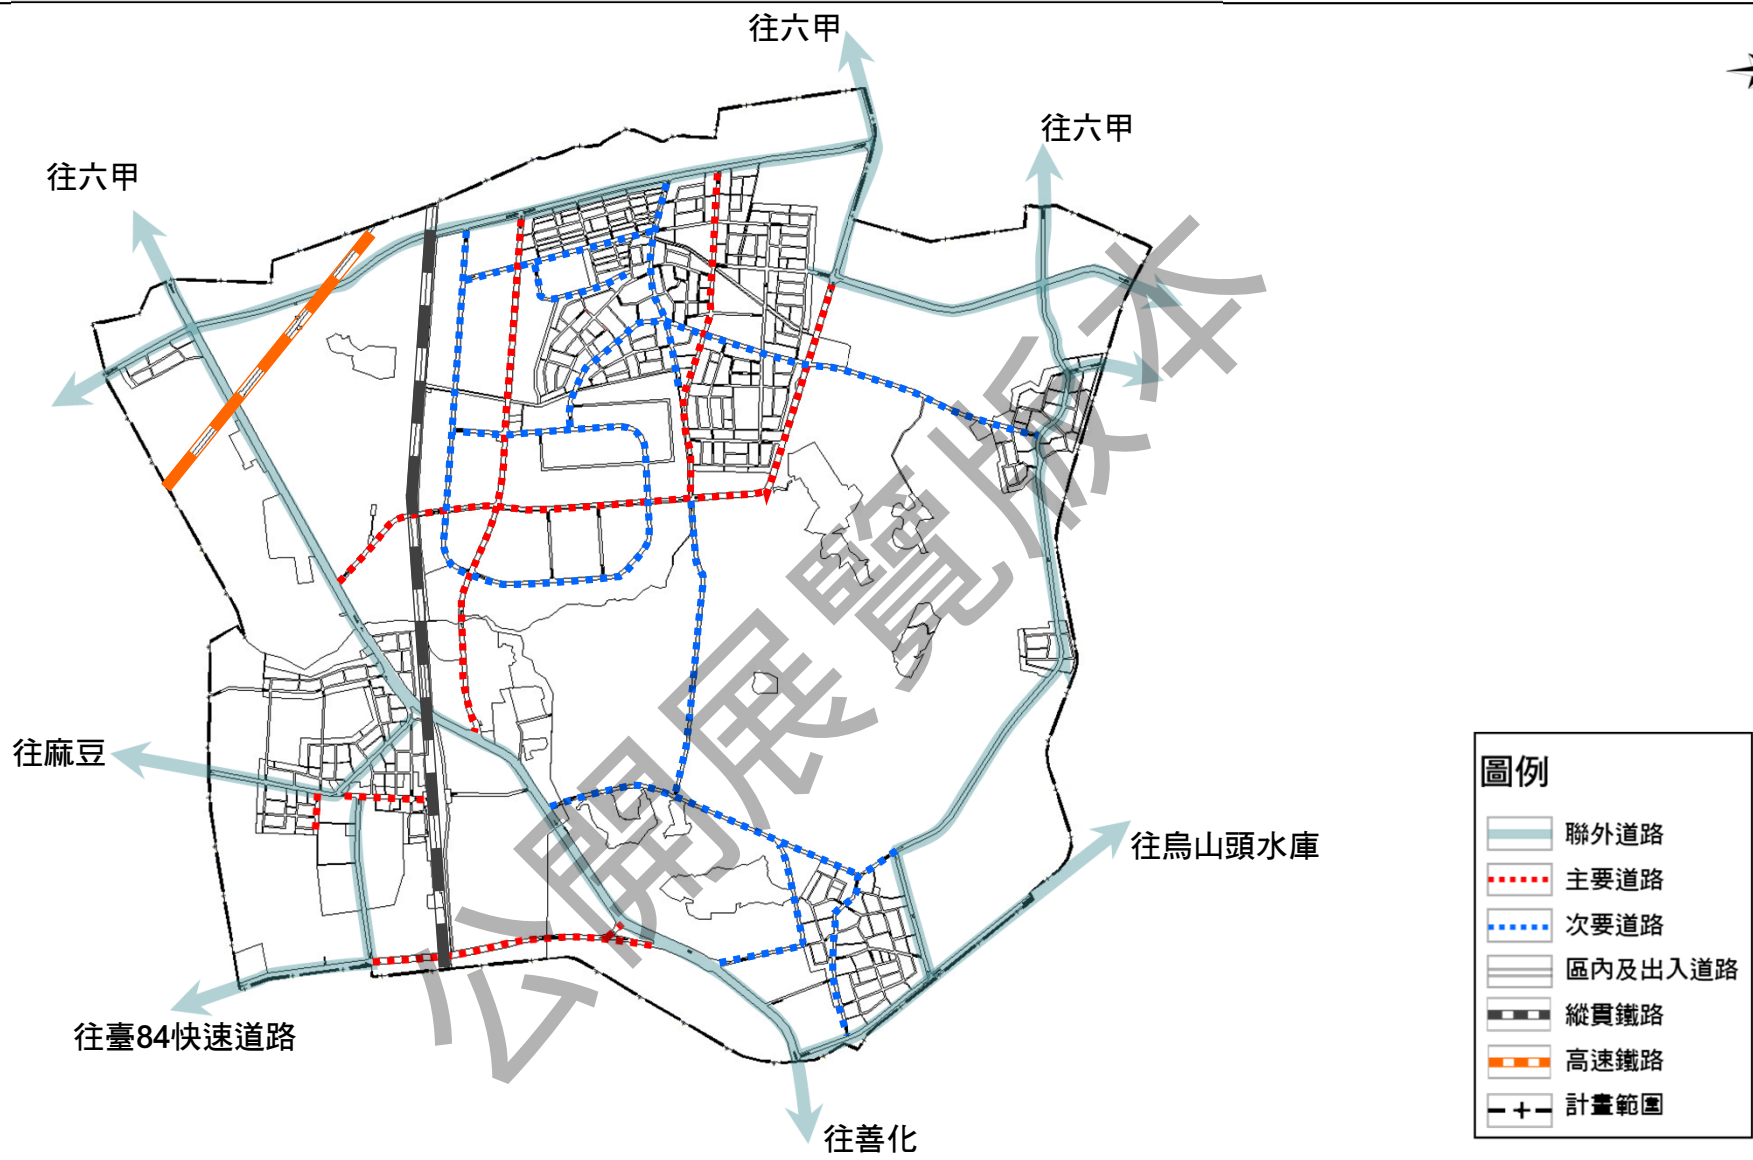 往六甲
往六甲
往六甲
往麻豆
往烏山頭水庫
往臺84快速道路
往善化
公開展覽版本
圖例
聯外道路
主要道路
次要道路
區內及出入道路
縱貫鐵路
高速鐵路
計畫範圍